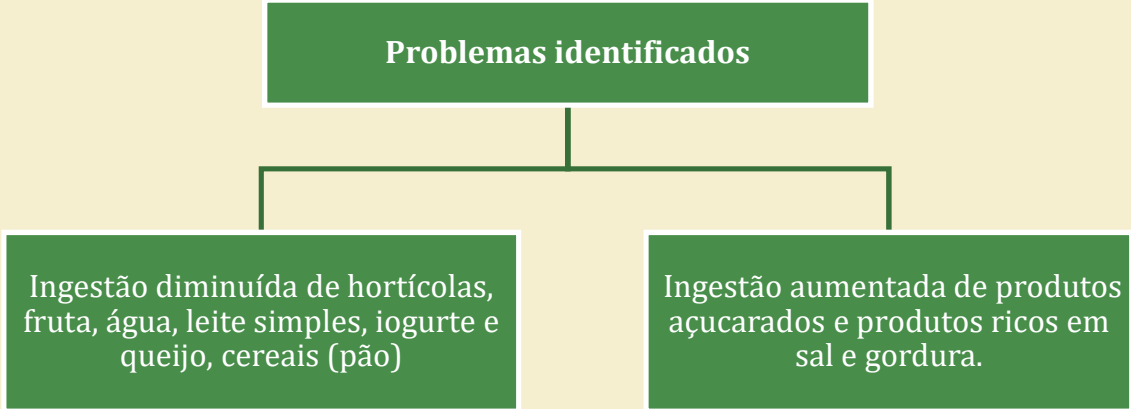 Problemas identificados
Ingestão diminuída de hortícolas,
fruta, água, leite simples, iogurte e
queijo, cereais (pão)
Ingestão aumentada de produtos
açucarados e produtos ricos em
sal e gordura.